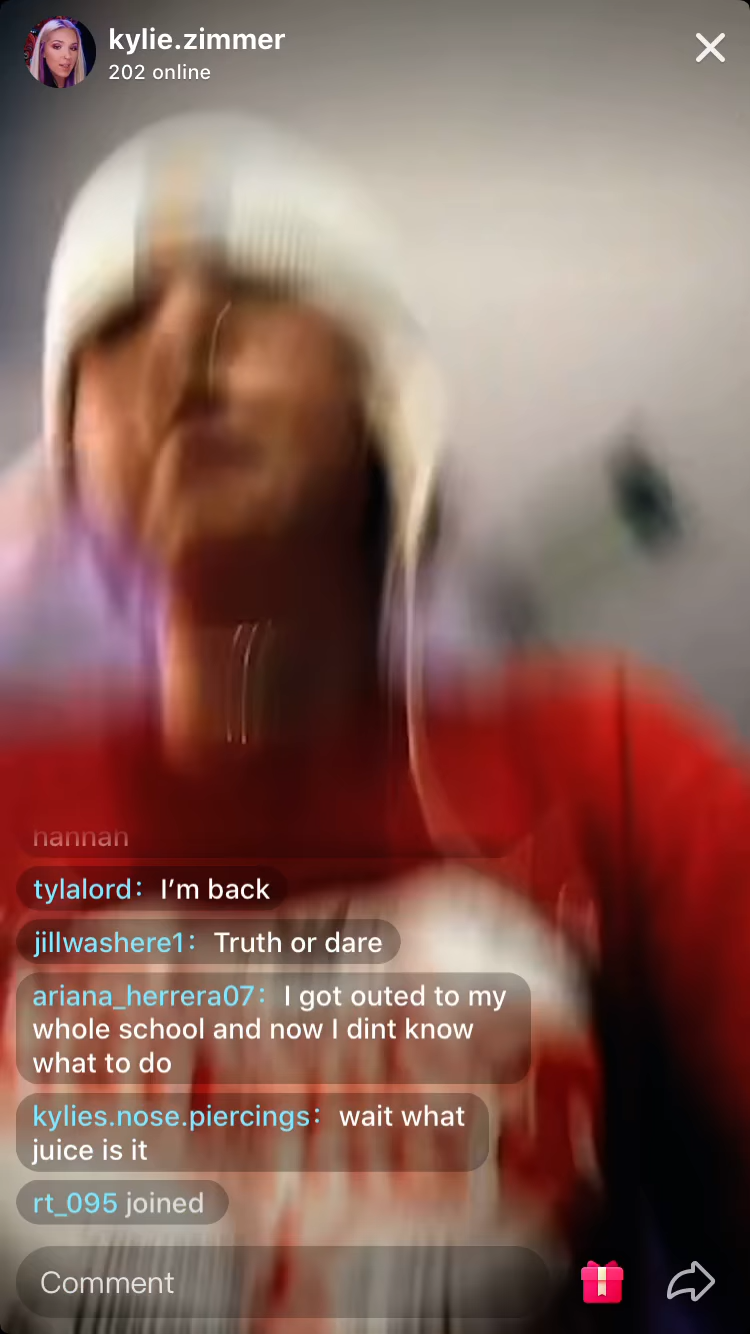 kylie.zimmer
202 online
hannah
tylalord: I’m back
jillwashere1: Truth or dare
ariana_herrera07: I got outed to my
whole school and now I dint know
what to do
kylies.nose.piercings: wait what
juice is it
rt_095 joined
Comment